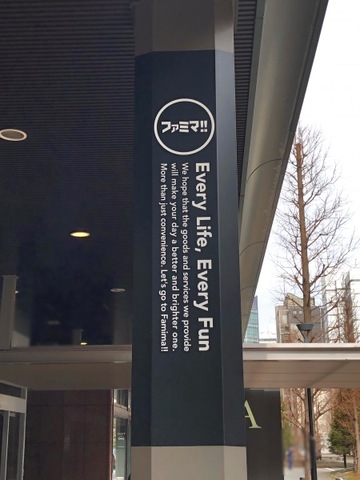 ファミマ!!
Every Life, Every Fun
We hope that the goods and services we provide
will make your day a better and brighter one.
More than just convenience. Let's go to Famima!!
A